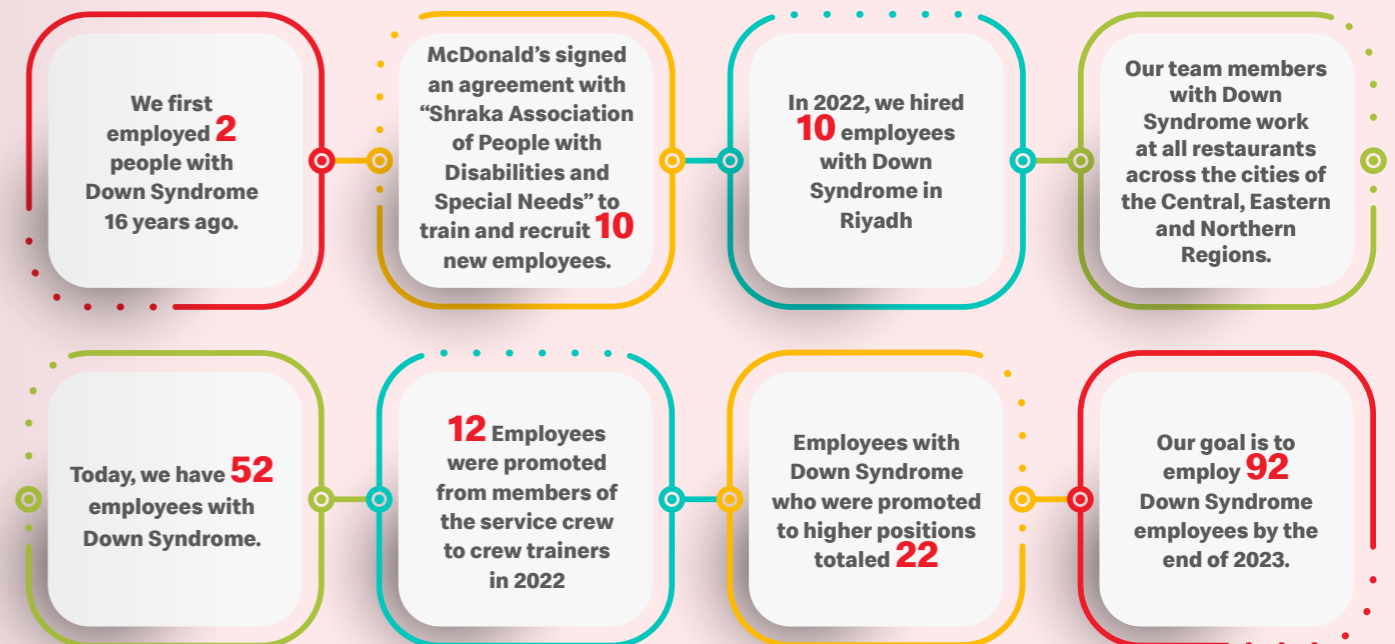 We first
employed 2
people with
Down Syndrome
16 years ago.
McDonald’s signed
an agreement with
“Shraka Association
of People with
Disabilities and
Special Needs” to
train and recruit 10
new employees.
In 2022, we hired
10 employees
with Down
Syndrome in
Riyadh
Our team members
with Down
Syndrome work
at all restaurants
across the cities of
the Central, Eastern
and Northern
Regions.
Today, we have 52
employees with
Down Syndrome.
12 Employees
were promoted
from members of
the service crew
to crew trainers
in 2022
Employees with
Down Syndrome
who were promoted
to higher positions
totaled 22
Our goal is to
employ 92
Down Syndrome
employees by the
end of 2023.